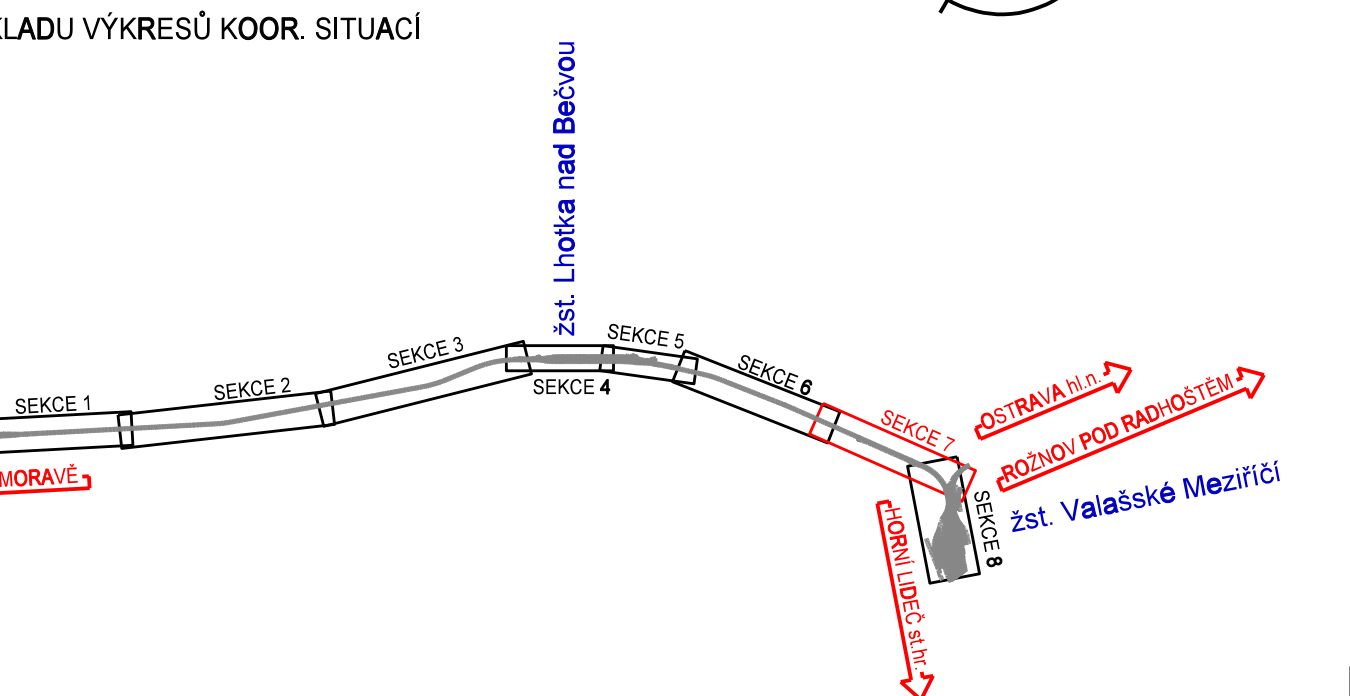 KLADU VÝKRESŮ KOOR. SITUACÍ
žst. Lhotka nad Bečvou
SEKCE 1
SEKCE 2
SEKCE 3
SEKCE 4
SEKCE 5
SEKCE 6
SEKCE 7
SEKCE 8
MORAVĚ
OSTRAVA hl.n.
ROŽNOV POD RADHOŠTĚM
žst. Valašské Meziříčí
HORNÍ LIDEČ st.hr.